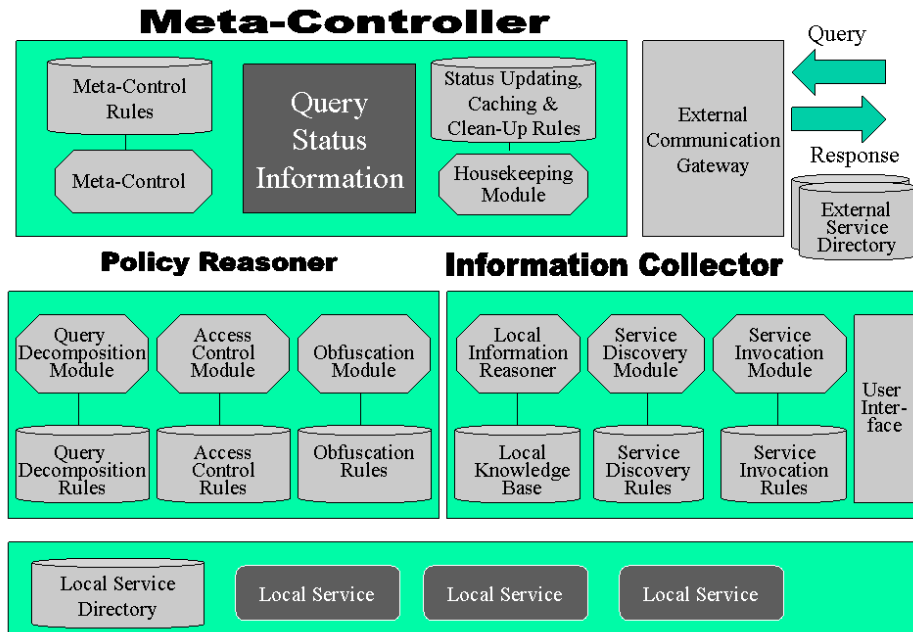 Meta-Controller
Meta-Control
Rules
Meta-Control
Query
Status
Information
Status Updating,
Caching &
Clean-Up Rules
Housekeeping
Module
External
Communication
Gateway
Query
Response
External
Service
Directory
Policy Reasoner
Query
Decomposition
Module
Access
Control
Module
Obfuscation
Module
Query
Decomposition
Rules
Access
Control
Rules
Obfuscation
Rules
Information Collector
Local
Information
Reasoner
Service
Discovery
Module
Service
Invocation
Module
Local
Knowledge
Base
Service
Discovery
Rules
Service
Invocation
Rules
User
Inter-
face
Local Service
Directory
Local Service
Local Service
Local Service